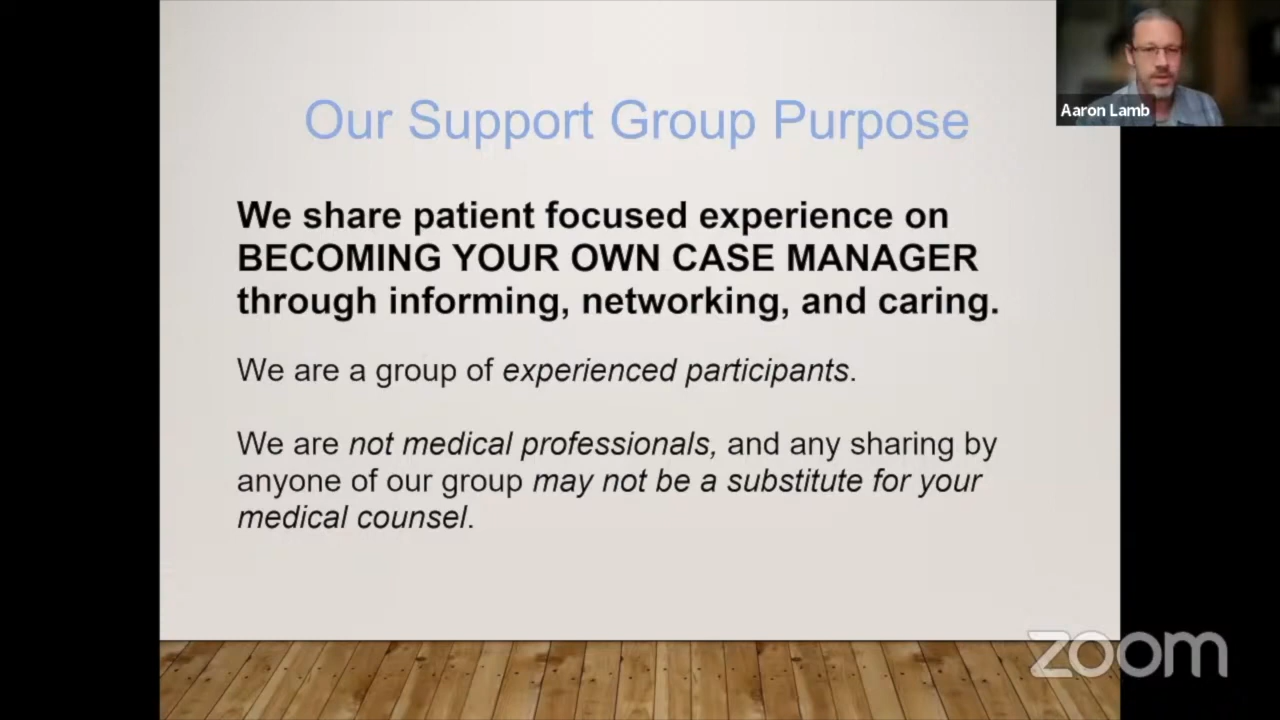 Our Support Group Purpose
We share patient focused experience on
BECOMING YOUR OWN CASE MANAGER
through informing, networking, and caring.
We are a group of experienced participants.
We are not medical professionals, and any sharing by
anyone of our group may not be a substitute for your
medical counsel.
Aaron Lamb
zoom